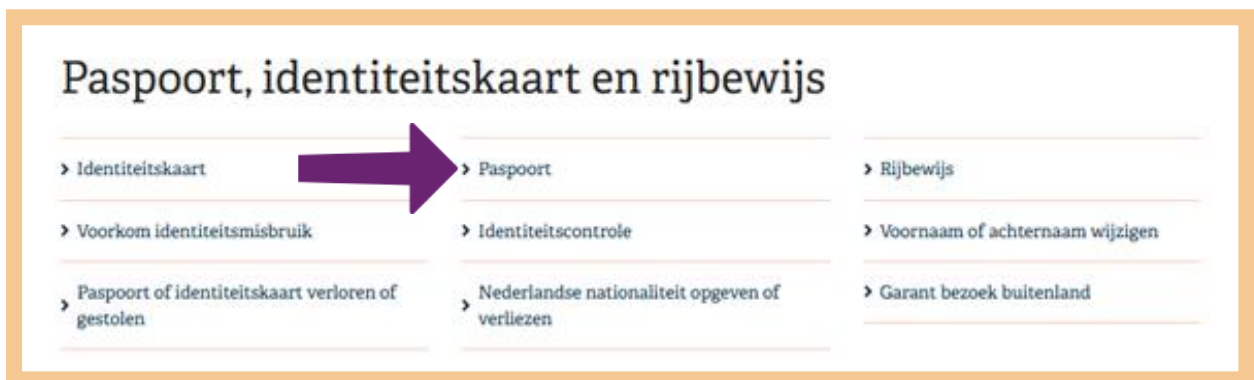 Paspoort, identiteitskaart en rijbewijs
Identiteitskaart
Paspoort
Rijbewijs
Voorkom identiteitsmisbruik
Identiteitscontrole
Voornaam of achternaam wijzigen
Paspoort of identiteitskaart verloren of
gestolen
Nederlandse nationaliteit opgeven of
verliezen
Garant bezoek buitenland